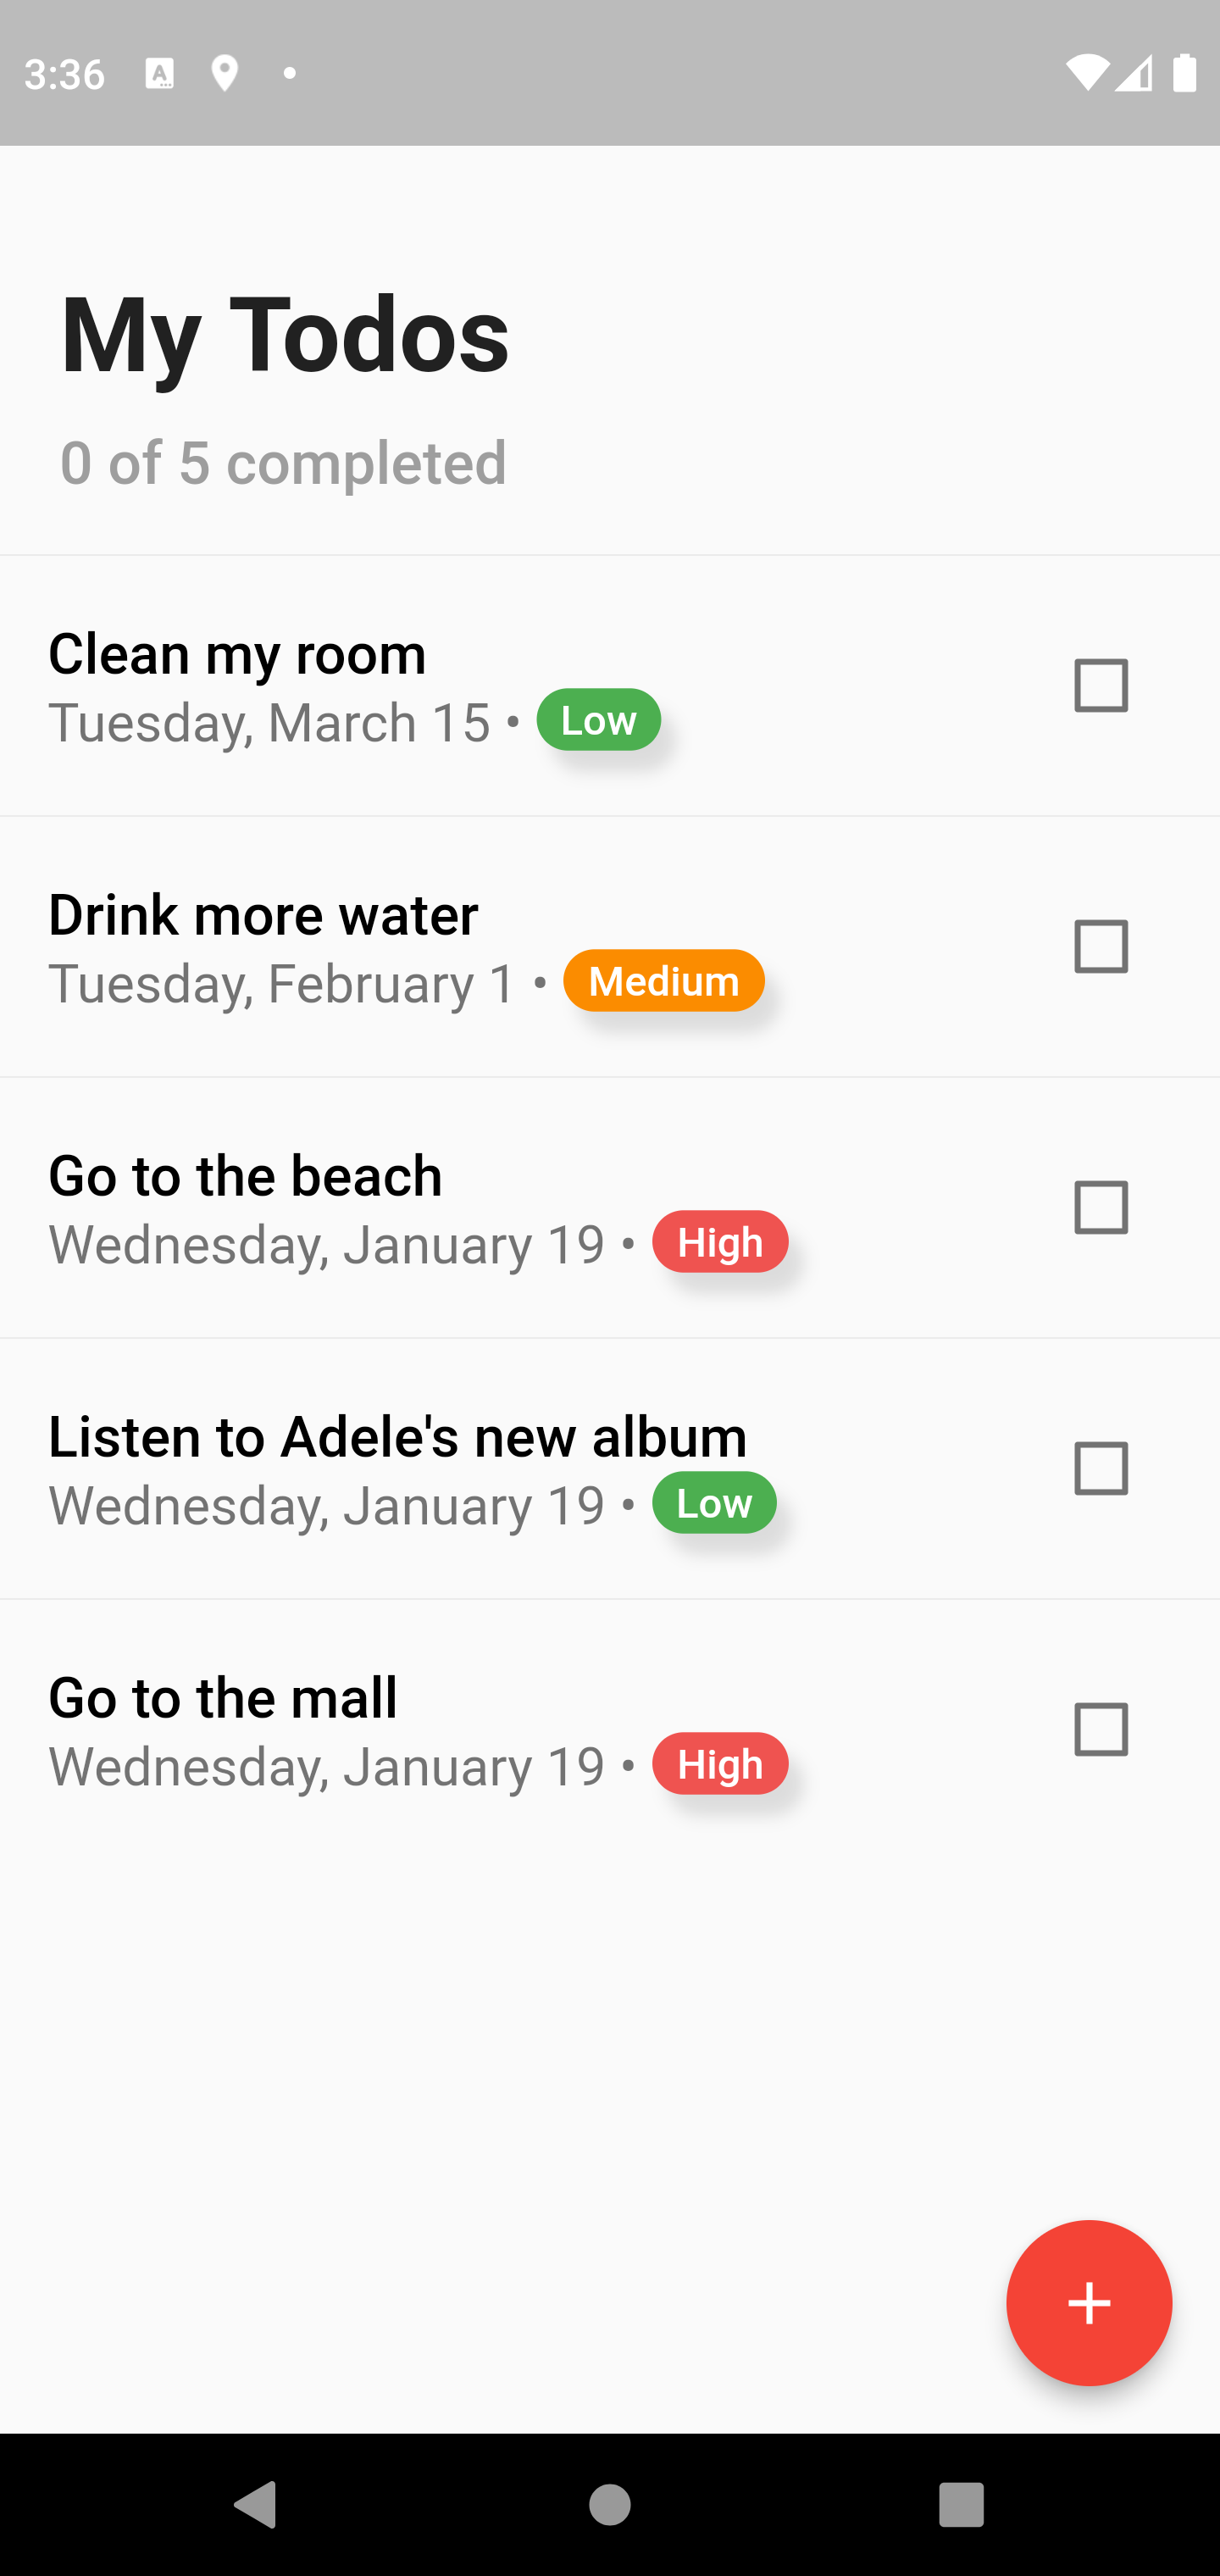 3:36
My Todos
0 of 5 completed
Clean my room
Tuesday, March 15 • Low
Drink more water
Tuesday, February 1 • Medium
Go to the beach
Wednesday, January 19 • High
Listen to Adele's new album
Wednesday, January 19 • Low
Go to the mall
Wednesday, January 19 • High